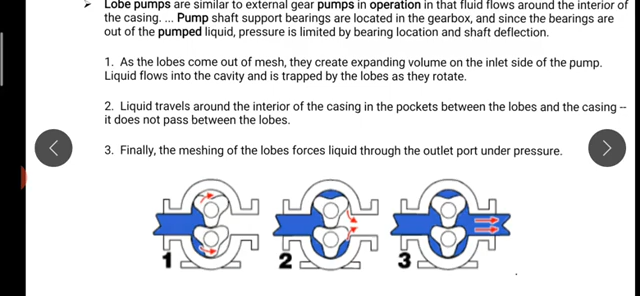 ➢ Lobe pumps are similar to external gear pumps in operation in that fluid flows around the interior of
the casing. ... Pump shaft support bearings are located in the gearbox, and since the bearings are
out of the pumped liquid, pressure is limited by bearing location and shaft deflection.
1. As the lobes come out of mesh, they create expanding volume on the inlet side of the pump.
Liquid flows into the cavity and is trapped by the lobes as they rotate.
2. Liquid travels around the interior of the casing in the pockets between the lobes and the casing --
it does not pass between the lobes.
3. Finally, the meshing of the lobes forces liquid through the outlet port under pressure.
1 2 3